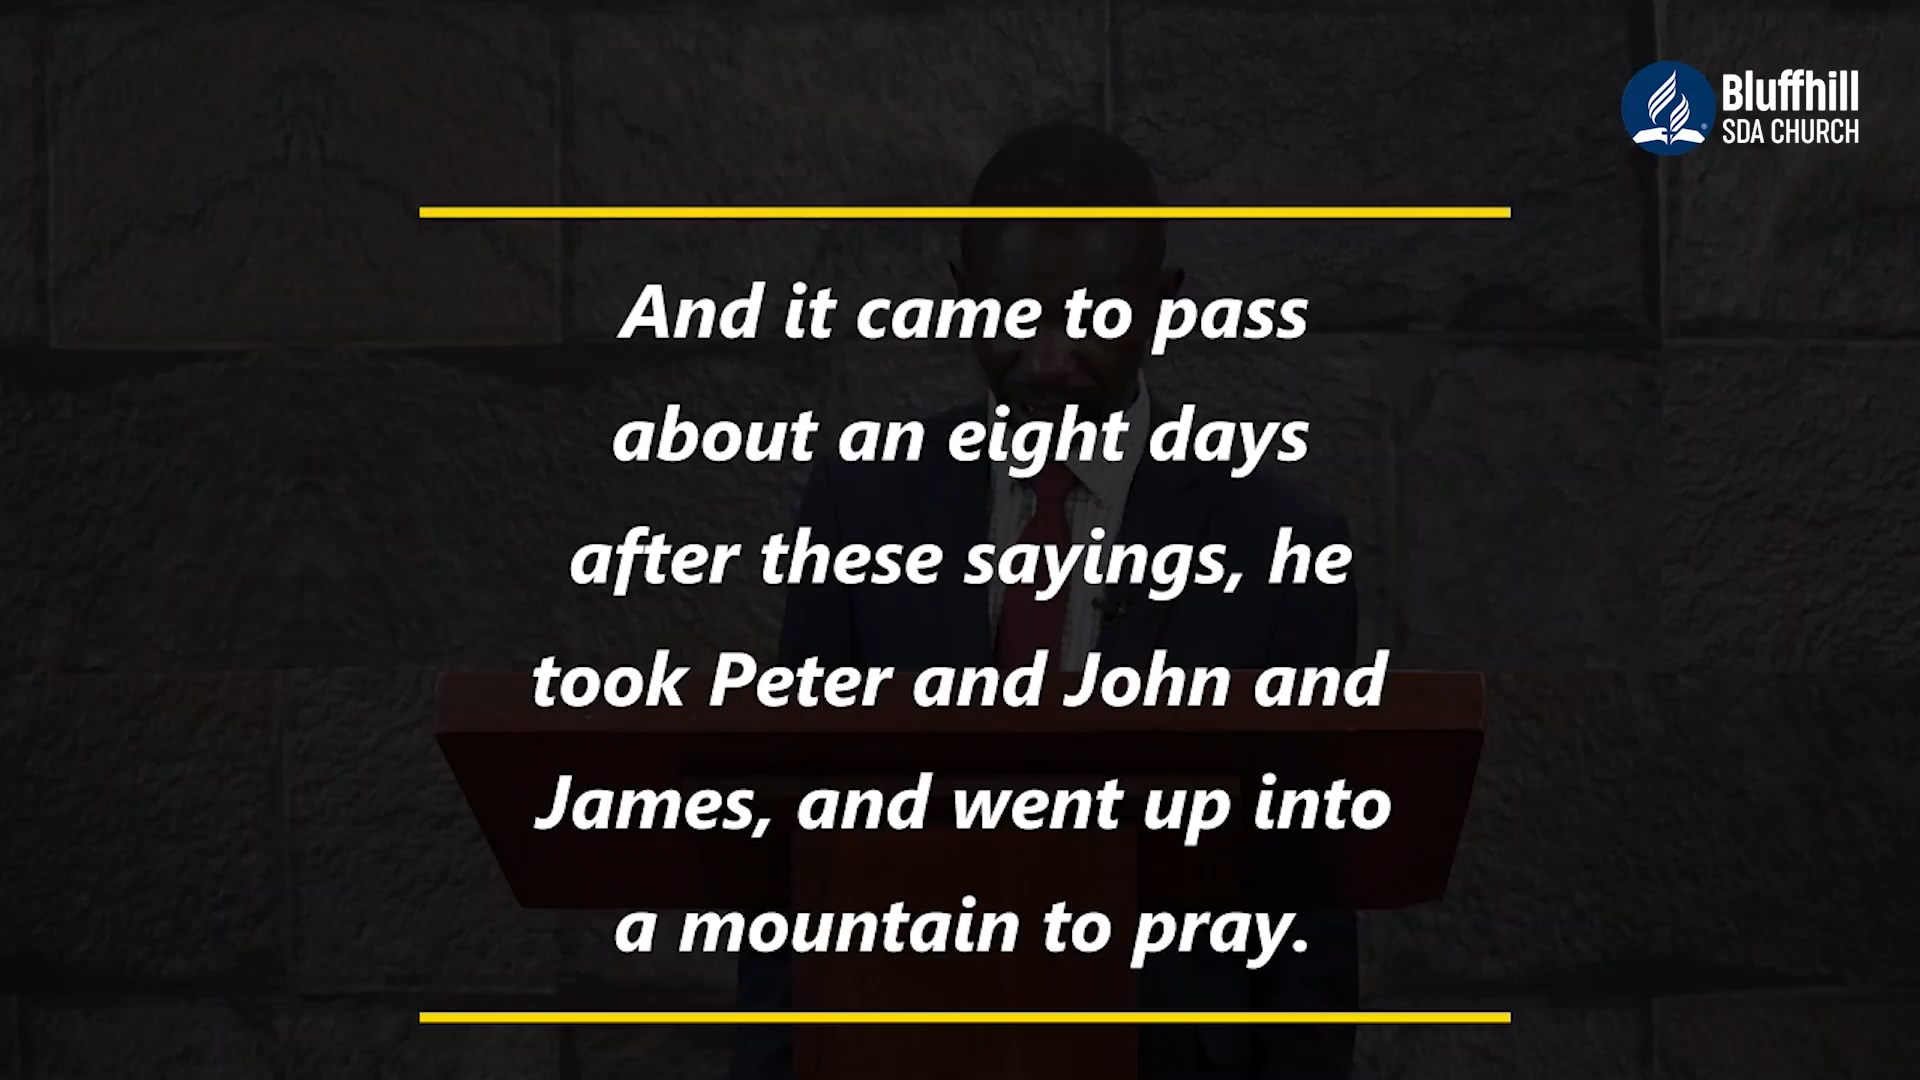 Bluffhill
SDA CHURCH
And it came to pass
about an eight days
after these sayings, he
took Peter and John and
James, and went up into
a mountain to pray.